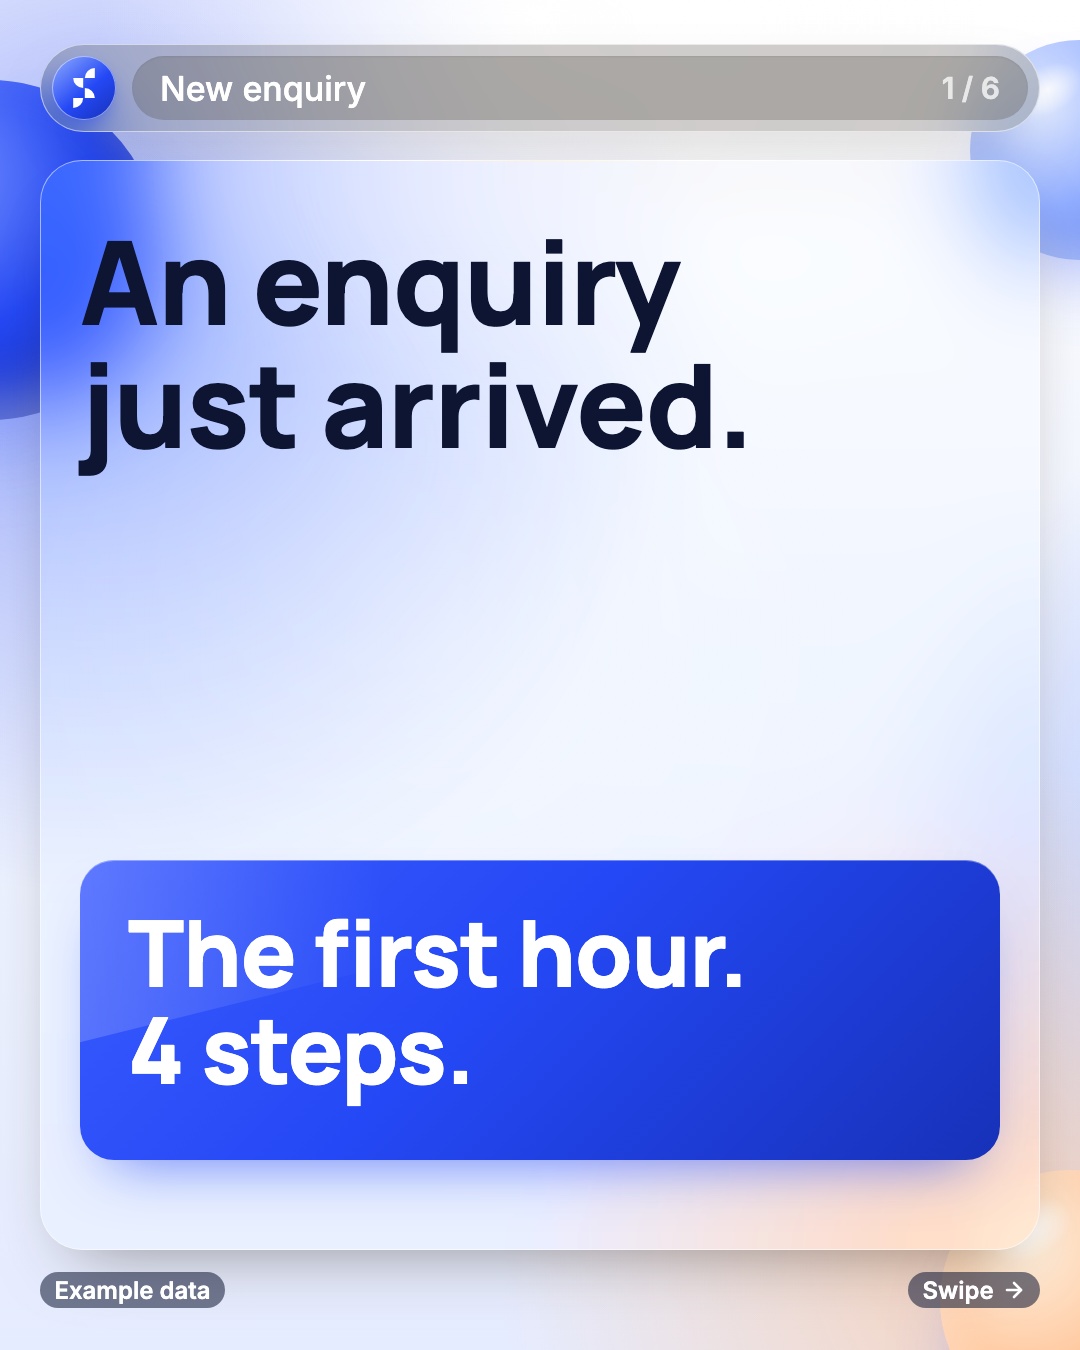 New enquiry
1 / 6
An enquiry
just arrived.
The first hour.
4 steps.
Example data
Swipe →